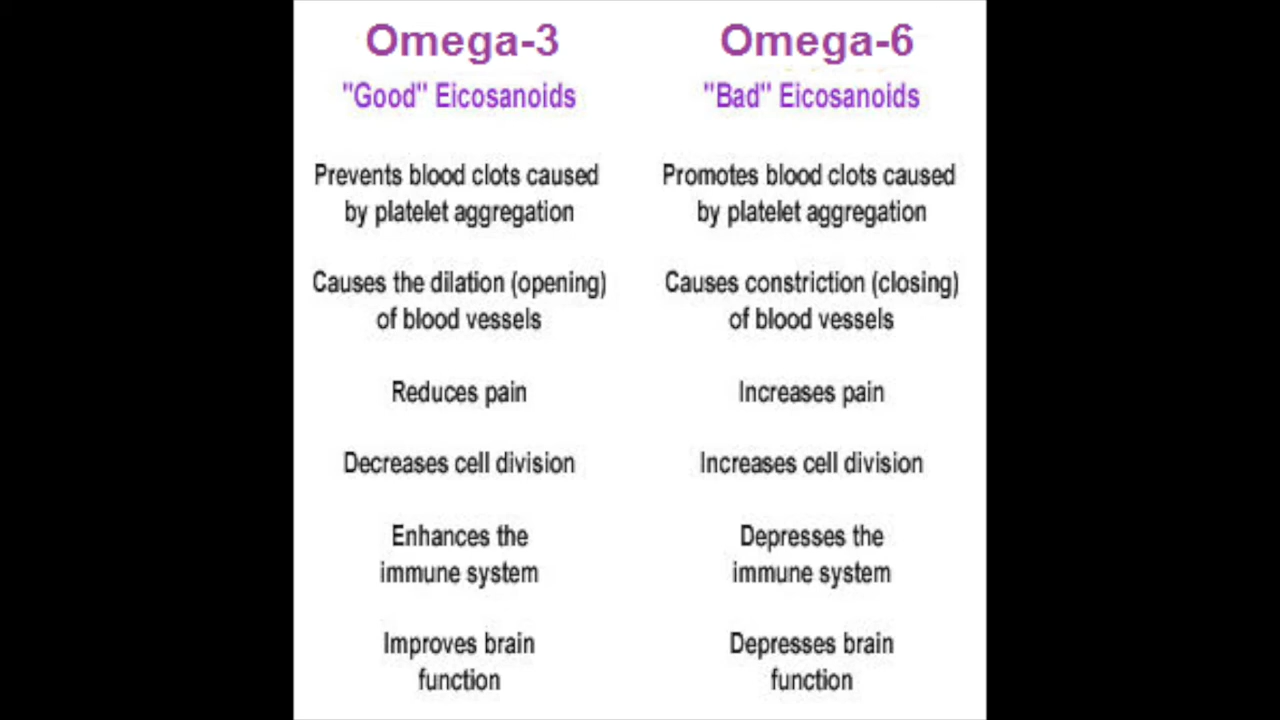 Omega-3
"Good" Eicosanoids
Prevents blood clots caused
by platelet aggregation
Causes the dilation (opening)
of blood vessels
Reduces pain
Decreases cell division
Enhances the
immune system
Improves brain
function
Omega-6
"Bad" Eicosanoids
Promotes blood clots caused
by platelet aggregation
Causes constriction (closing)
of blood vessels
Increases pain
Increases cell division
Depresses the
immune system
Depresses brain
function